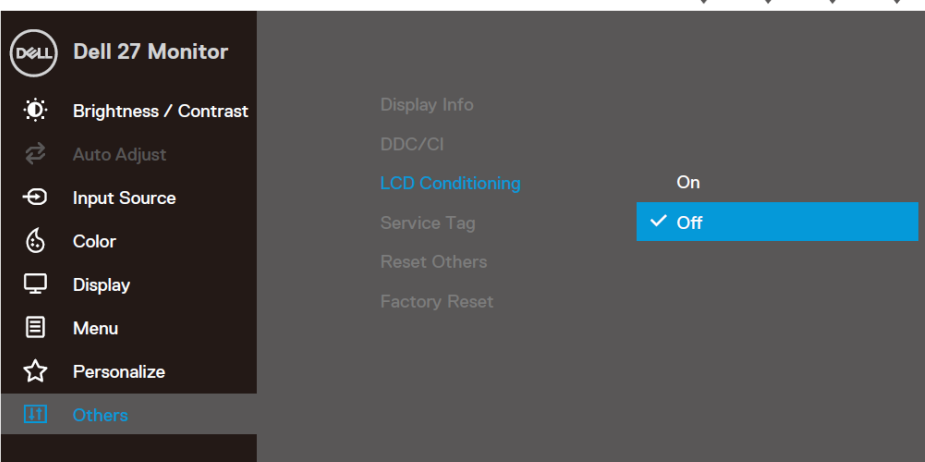 DELL
Dell 27 Monitor
Brightness / Contrast
Auto Adjust
Input Source
Color
Display
Menu
Personalize
Others
Display Info
DDC/CI
LCD Conditioning
Service Tag
Reset Others
Factory Reset
On
Off